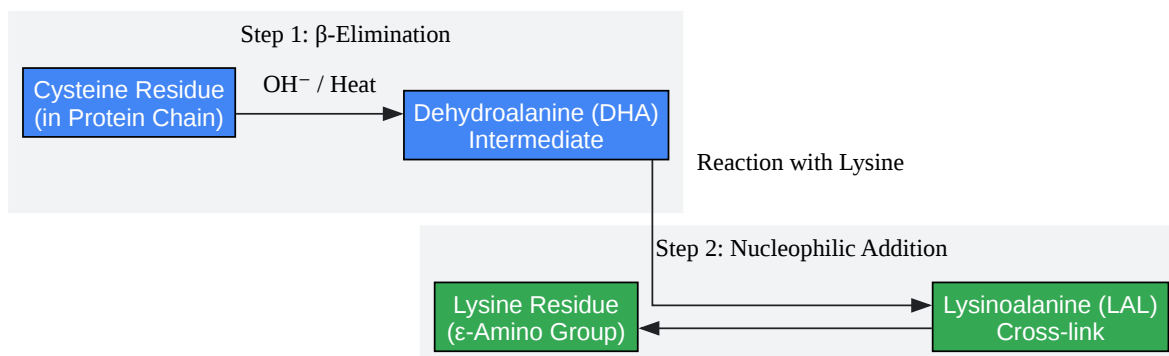 Step 1: β-Elimination
Cysteine Residue
(in Protein Chain)
OH⁻ / Heat
Dehydroalanine (DHA)
Intermediate
Reaction with Lysine
Step 2: Nucleophilic Addition
Lysine Residue
(ε-Amino Group)
Lysinoalanine (LAL)
Cross-link